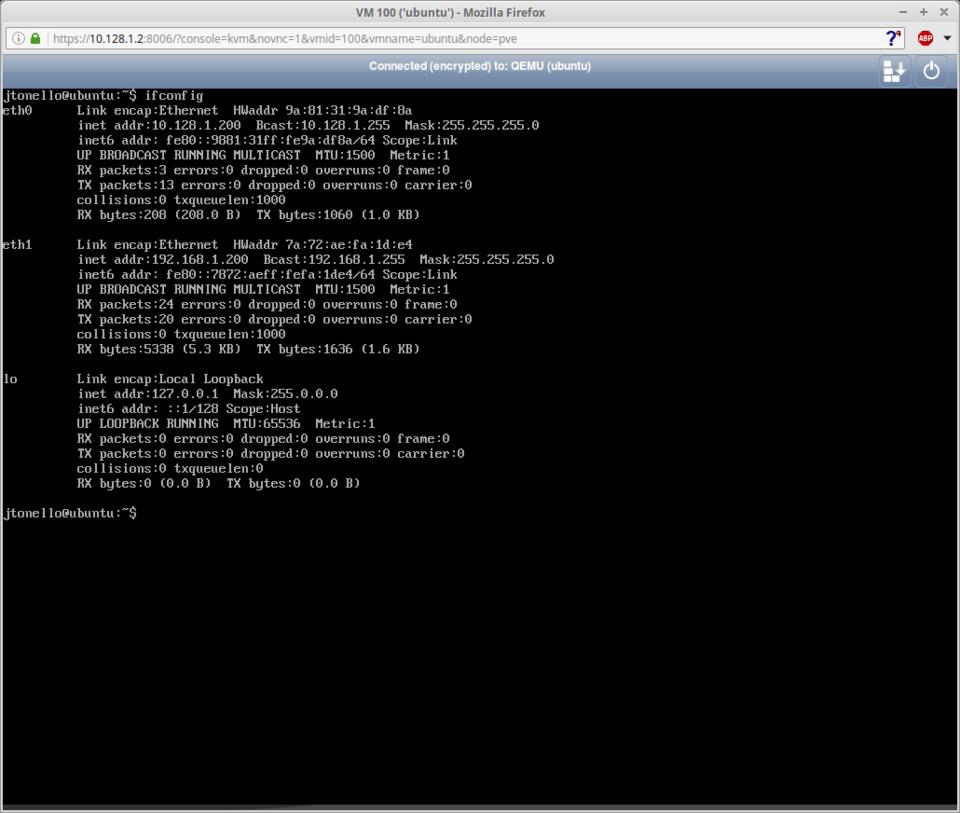 VM 100 ('ubuntu') - Mozilla Firefox
https://10.128.1.2:8006/?console=kvm&novnc=1&vmid=100&vmname=ubuntu&node=pve
ABP
Connected (encrypted) to: QEMU (ubuntu)
jtonello@ubuntu:~$ ifconfig
eth0      Link encap:Ethernet  HWaddr 9a:81:31:9a:df:8a
          inet addr:10.128.1.200  Bcast:10.128.1.255  Mask:255.255.255.0
          inet6 addr: fe80::9881:31ff:fe9a:df8a/64 Scope:Link
          UP BROADCAST RUNNING MULTICAST  MTU:1500  Metric:1
          RX packets:3 errors:0 dropped:0 overruns:0 frame:0
          TX packets:13 errors:0 dropped:0 overruns:0 carrier:0
          collisions:0 txqueuelen:1000
          RX bytes:208 (208.0 B)  TX bytes:1060 (1.0 KB)
eth1      Link encap:Ethernet  HWaddr 7a:72:ae:fa:1d:e4
          inet addr:192.168.1.200  Bcast:192.168.1.255  Mask:255.255.255.0
          inet6 addr: fe80::7872:aeff:fefa:1de4/64 Scope:Link
          UP BROADCAST RUNNING MULTICAST  MTU:1500  Metric:1
          RX packets:24 errors:0 dropped:0 overruns:0 frame:0
          TX packets:20 errors:0 dropped:0 overruns:0 carrier:0
          collisions:0 txqueuelen:1000
          RX bytes:5338 (5.3 KB)  TX bytes:1636 (1.6 KB)
lo        Link encap:Local Loopback
          inet addr:127.0.0.1  Mask:255.0.0.0
          inet6 addr: ::1/128 Scope:Host
          UP LOOPBACK RUNNING  MTU:65536  Metric:1
          RX packets:0 errors:0 dropped:0 overruns:0 frame:0
          TX packets:0 errors:0 dropped:0 overruns:0 carrier:0
          collisions:0 txqueuelen:0
          RX bytes:0 (0.0 B)  TX bytes:0 (0.0 B)
jtonello@ubuntu:~$